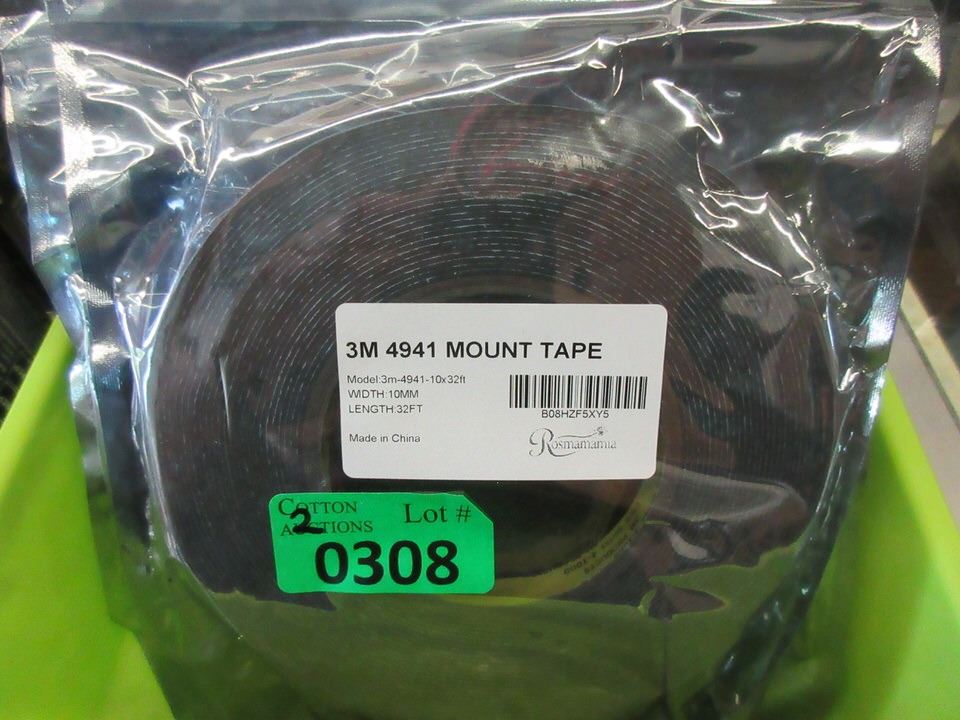 3M 4941 MOUNT TAPE
Model:3m-4941-10x32ft
WIDTH:10MM
LENGTH:32FT
B08HZF5XY5
Made in China
Rosmamamia
COTTON
AUCTIONS
Lot #
2
0308